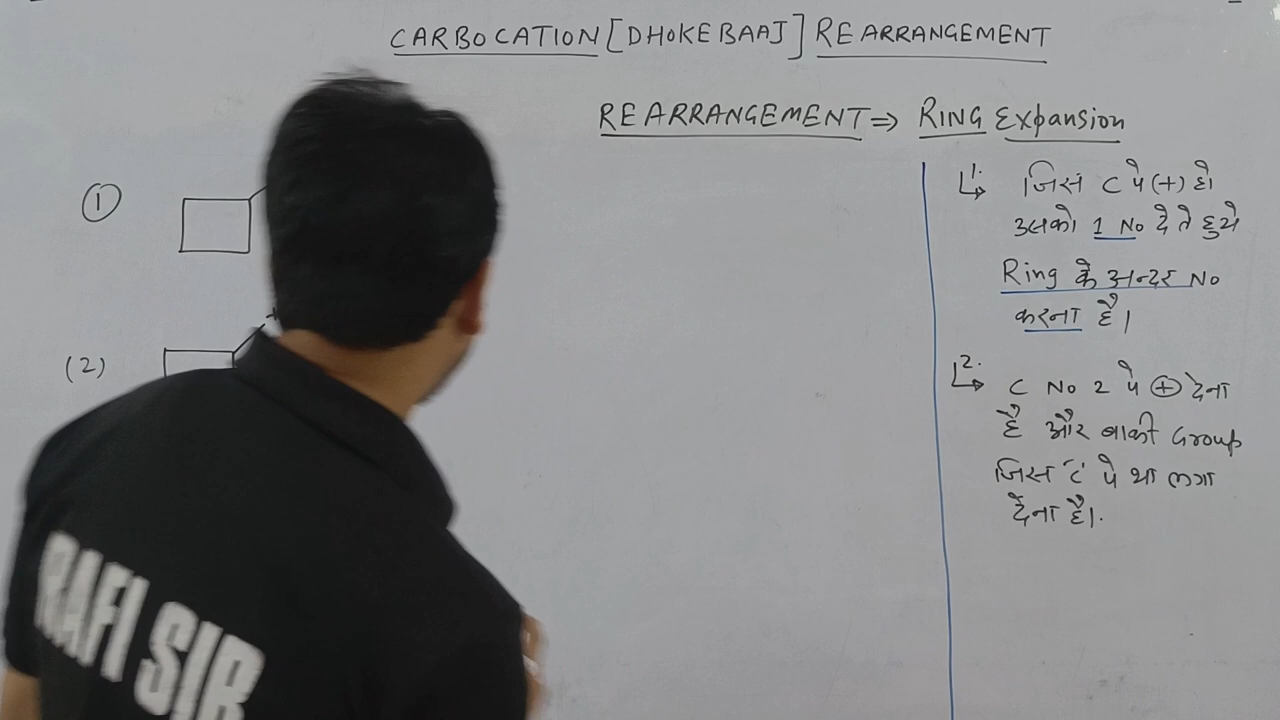 CARBOCATION [DHOKEBAAJ] REARRANGEMENT
REARRANGEMENT ⇒ RING Expansion
①
(2)
1. जिस C पे (+) हो
उसको 1 No देते हुये
Ring के अन्दर No
करना है।
2. C No 2 पे ⊕ देना
है और बाकी Group
जिस C पे था लगा
देना है।
RAFI SIR